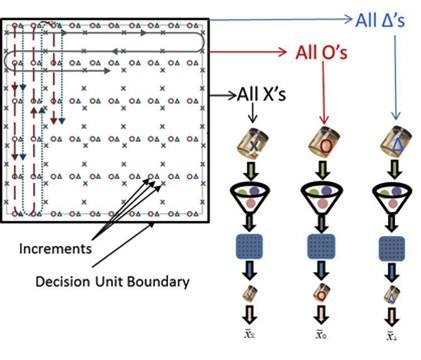 All Δ's
All O's
All X's
X
O
Δ
Increments
Decision Unit Boundary
X
O
Δ
x̄ₓ
x̄ₒ
x̄Δ